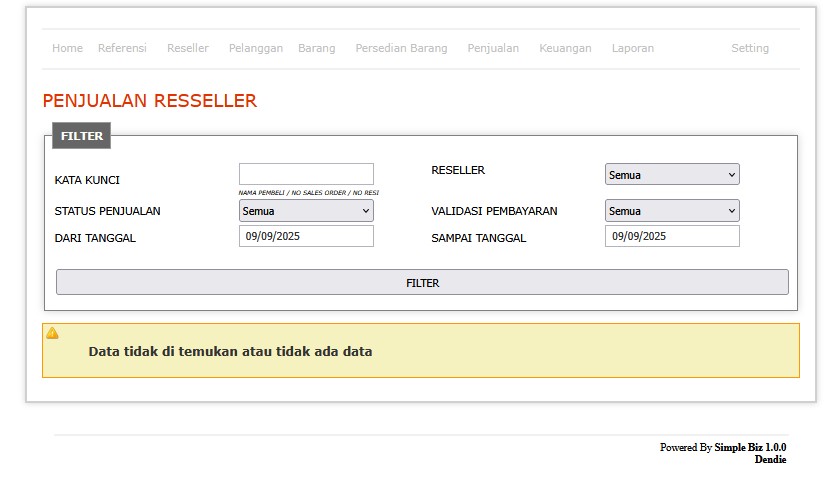 Home Referensi Reseller Pelanggan Barang Persedian Barang Penjualan Keuangan Laporan Setting
PENJUALAN RESSELLER
FILTER
KATA KUNCI RESELLER Semua
NAMA PEMBELI / NO SALES ORDER / NO RESI
STATUS PENJUALAN Semua VALIDASI PEMBAYARAN Semua
DARI TANGGAL 09/09/2025 SAMPAI TANGGAL 09/09/2025
FILTER
Data tidak di temukan atau tidak ada data
Powered By Simple Biz 1.0.0
Dendie